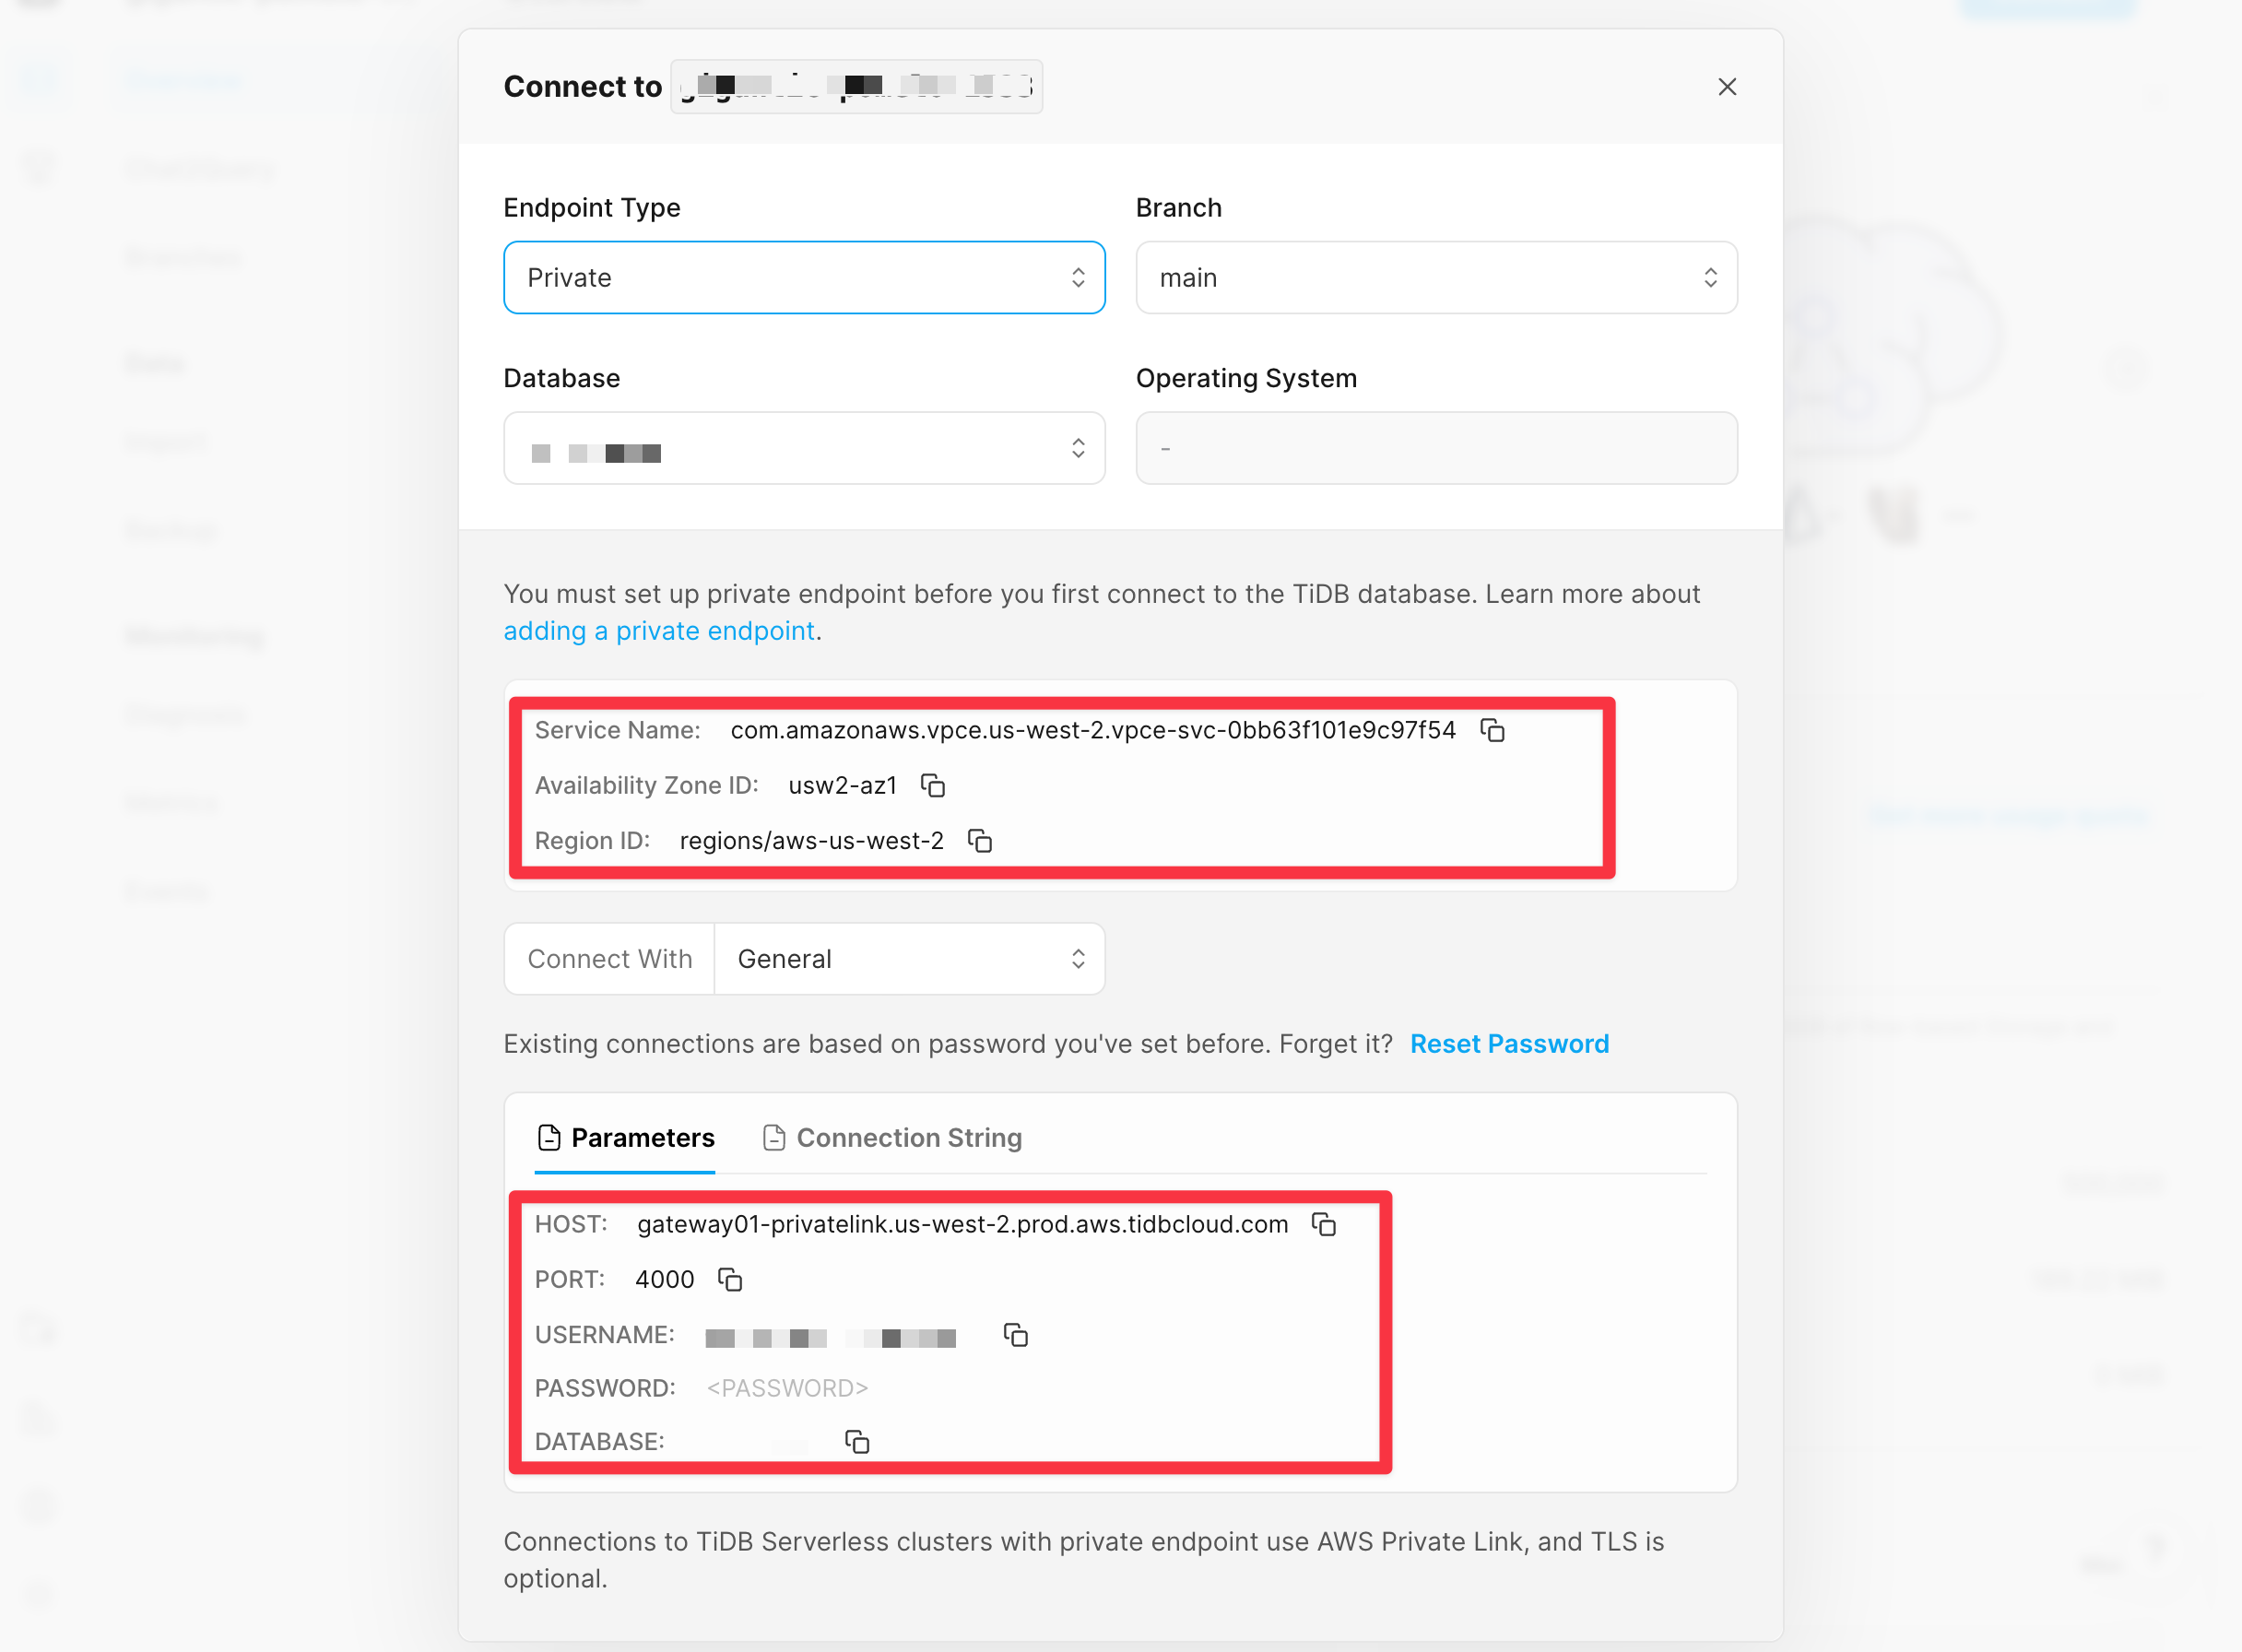 Connect to
Endpoint Type
Branch
Private
main
Database
Operating System
-
You must set up private endpoint before you first connect to the TiDB database. Learn more about
adding a private endpoint.
Service Name: com.amazonaws.vpce.us-west-2.vpce-svc-0bb63f101e9c97f54
Availability Zone ID: usw2-az1
Region ID: regions/aws-us-west-2
Connect With General
Existing connections are based on password you've set before. Forget it? Reset Password
Parameters Connection String
HOST: gateway01-privatelink.us-west-2.prod.aws.tidbcloud.com
PORT: 4000
USERNAME:
PASSWORD: <PASSWORD>
DATABASE:
Connections to TiDB Serverless clusters with private endpoint use AWS Private Link, and TLS is
optional.